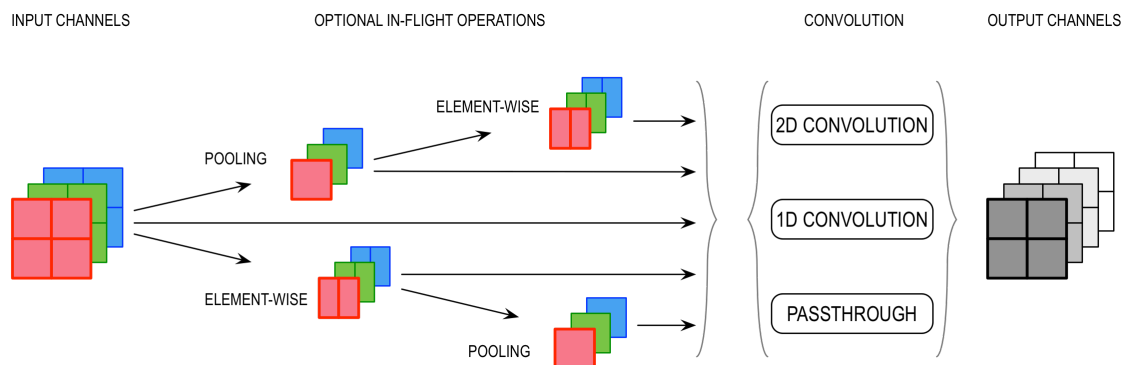 INPUT CHANNELS
OPTIONAL IN-FLIGHT OPERATIONS
CONVOLUTION
OUTPUT CHANNELS
ELEMENT-WISE
POOLING
2D CONVOLUTION
1D CONVOLUTION
ELEMENT-WISE
POOLING
PASSTHROUGH